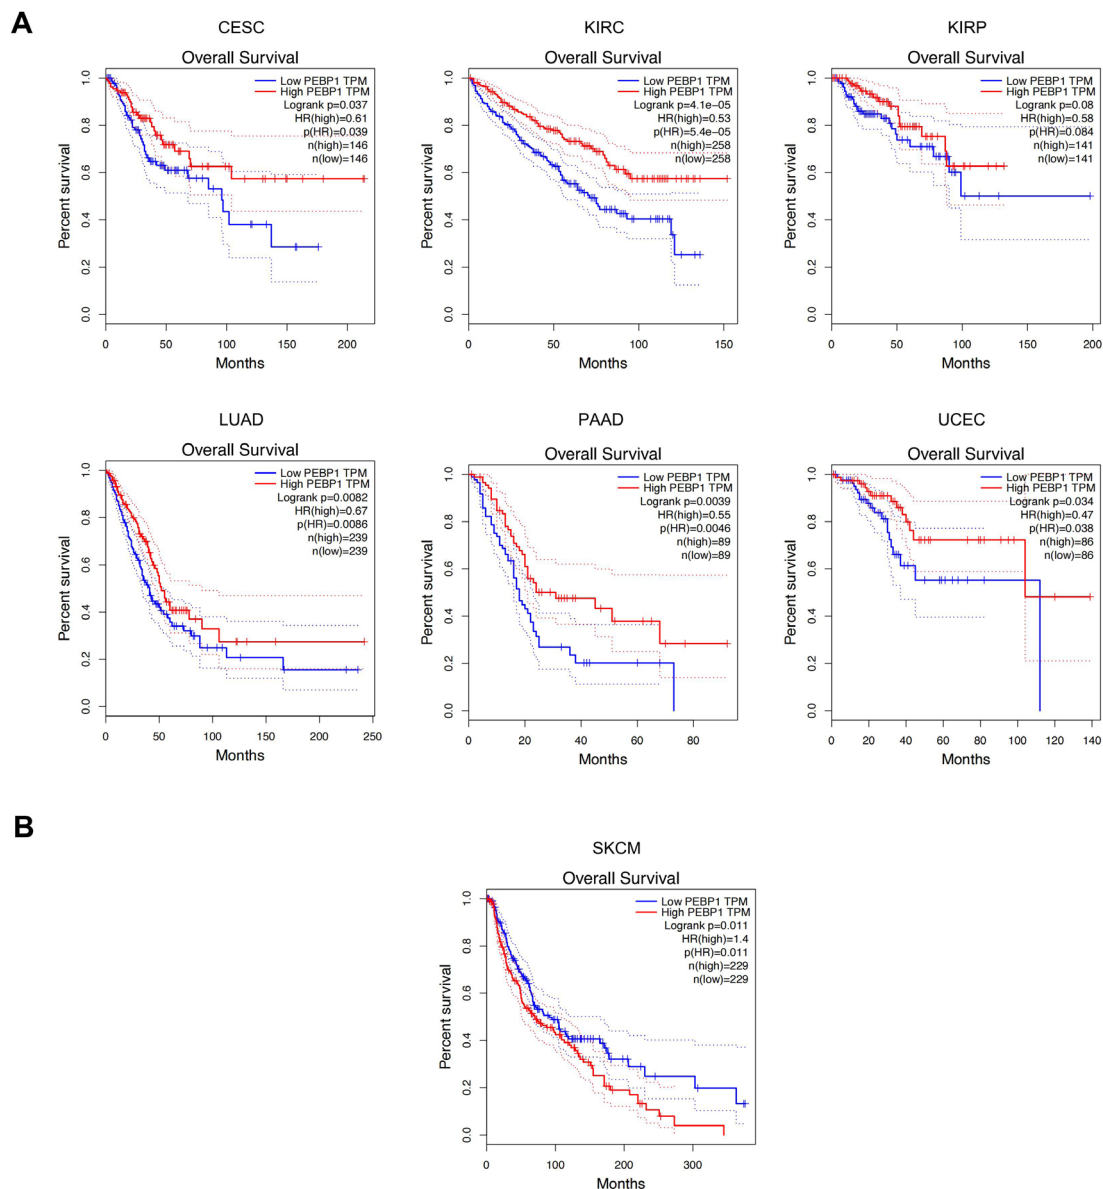 A
CESC
Overall Survival
Low PEBP1 TPM
High PEBP1 TPM
Logrank p=0.037
HR(high)=0.61
p(HR)=0.039
n(high)=146
n(low)=146
Percent survival
0.0
0.2
0.4
0.6
0.8
1.0
0
50
100
150
200
Months
KIRC
Overall Survival
Low PEBP1 TPM
High PEBP1 TPM
Logrank p=4.1e−05
HR(high)=0.53
p(HR)=5.4e−05
n(high)=258
n(low)=258
Percent survival
0.0
0.2
0.4
0.6
0.8
1.0
0
50
100
150
Months
KIRP
Overall Survival
Low PEBP1 TPM
High PEBP1 TPM
Logrank p=0.08
HR(high)=0.58
p(HR)=0.084
n(high)=141
n(low)=141
Percent survival
0.0
0.2
0.4
0.6
0.8
1.0
0
50
100
150
200
Months
LUAD
Overall Survival
Low PEBP1 TPM
High PEBP1 TPM
Logrank p=0.0082
HR(high)=0.67
p(HR)=0.0086
n(high)=239
n(low)=239
Percent survival
0.0
0.2
0.4
0.6
0.8
1.0
0
50
100
150
200
250
Months
PAAD
Overall Survival
Low PEBP1 TPM
High PEBP1 TPM
Logrank p=0.0039
HR(high)=0.55
p(HR)=0.0046
n(high)=89
n(low)=89
Percent survival
0.0
0.2
0.4
0.6
0.8
1.0
0
20
40
60
80
Months
UCEC
Overall Survival
Low PEBP1 TPM
High PEBP1 TPM
Logrank p=0.034
HR(high)=0.47
p(HR)=0.038
n(high)=86
n(low)=86
Percent survival
0.0
0.2
0.4
0.6
0.8
1.0
0
20
40
60
80
100
120
140
Months
B
SKCM
Overall Survival
Low PEBP1 TPM
High PEBP1 TPM
Logrank p=0.011
HR(high)=1.4
p(HR)=0.011
n(high)=229
n(low)=229
Percent survival
0.0
0.2
0.4
0.6
0.8
1.0
0
100
200
300
Months